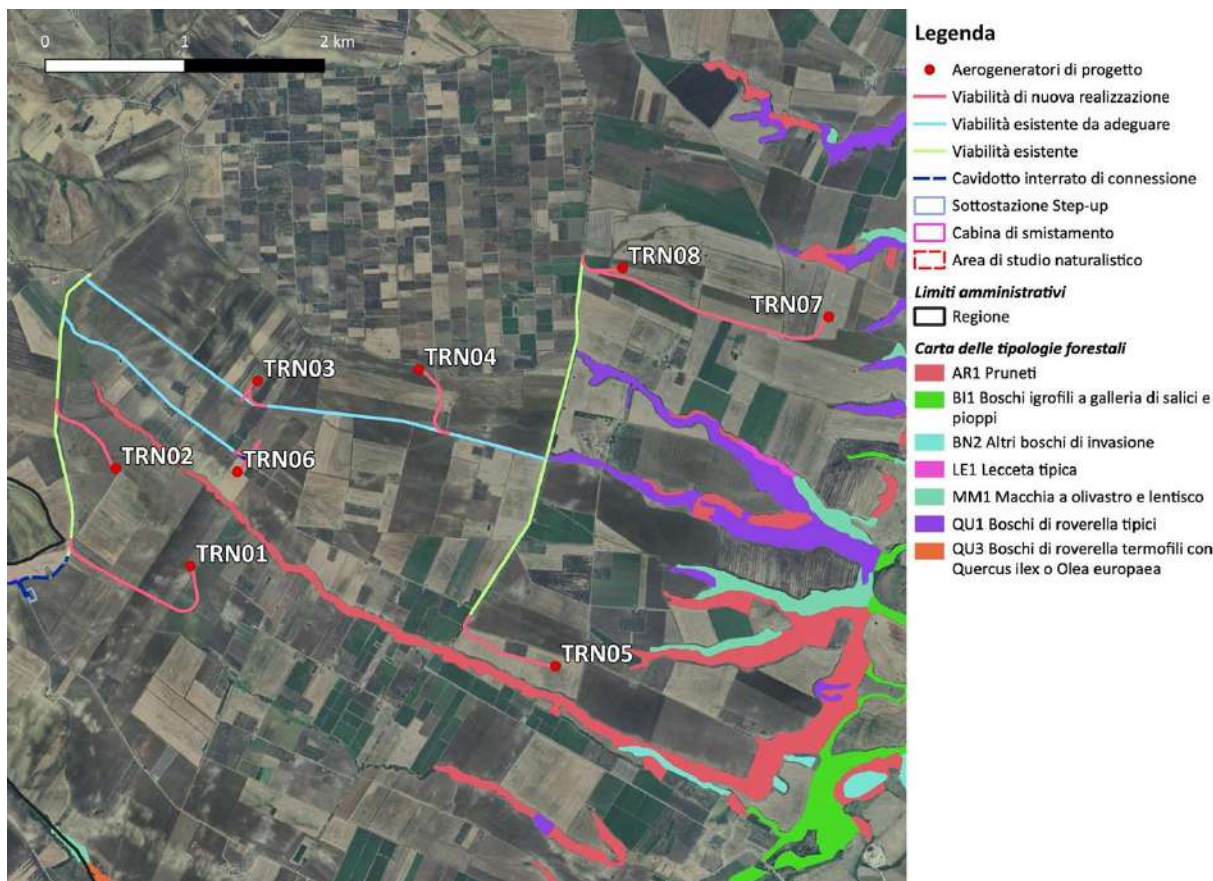 0 1 2 km
TRN08
TRN07
TRN03
TRN04
TRN02
TRN06
TRN01
TRN05
Legenda
Aerogeneratori di progetto
Viabilità di nuova realizzazione
Viabilità esistente da adeguare
Viabilità esistente
Cavidotto interrato di connessione
Sottostazione Step-up
Cabina di smistamento
Area di studio naturalistico
Limiti amministrativi
Regione
Carta delle tipologie forestali
AR1 Pruneti
BI1 Boschi igrofili a galleria di salici e
pioppi
BN2 Altri boschi di invasione
LE1 Lecceta tipica
MM1 Macchia a olivastro e lentisco
QU1 Boschi di roverella tipici
QU3 Boschi di roverella termofili con
Quercus ilex o Olea europaea